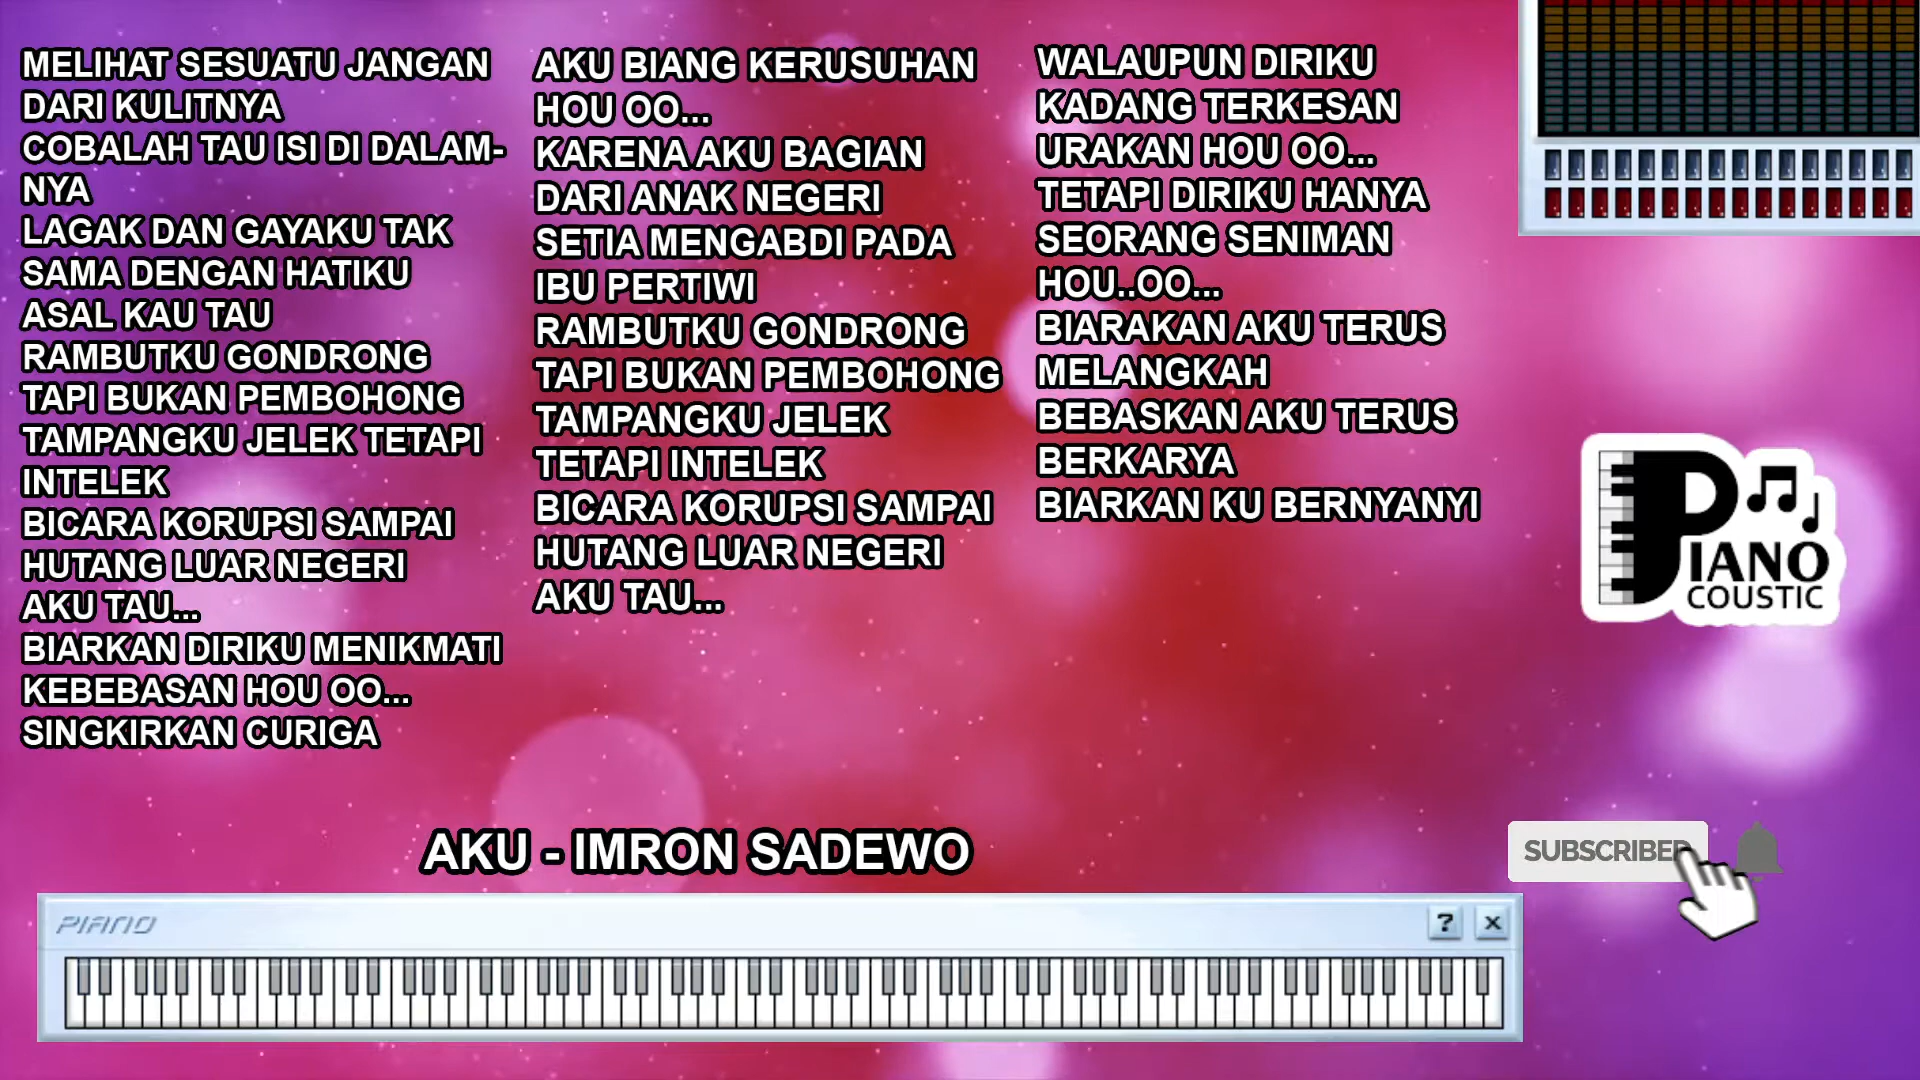 MELIHAT SESUATU JANGAN
DARI KULITNYA
COBALAH TAU ISI DI DALAM-
NYA
LAGAK DAN GAYAKU TAK
SAMA DENGAN HATIKU
ASAL KAU TAU
RAMBUTKU GONDRONG
TAPI BUKAN PEMBOHONG
TAMPANGKU JELEK TETAPI
INTELEK
BICARA KORUPSI SAMPAI
HUTANG LUAR NEGERI
AKU TAU...
BIARKAN DIRIKU MENIKMATI
KEBEBASAN HOU OO...
SINGKIRKAN CURIGA
AKU BIANG KERUSUHAN
HOU OO...
KARENA AKU BAGIAN
DARI ANAK NEGERI
SETIA MENGABDI PADA
IBU PERTIWI
RAMBUTKU GONDRONG
TAPI BUKAN PEMBOHONG
TAMPANGKU JELEK
TETAPI INTELEK
BICARA KORUPSI SAMPAI
HUTANG LUAR NEGERI
AKU TAU...
WALAUPUN DIRIKU
KADANG TERKESAN
URAKAN HOU OO...
TETAPI DIRIKU HANYA
SEORANG SENIMAN
HOU..OO...
BIARAKAN AKU TERUS
MELANGKAH
BEBASKAN AKU TERUS
BERKARYA
BIARKAN KU BERNYANYI
PIANO
COUSTIC
AKU - IMRON SADEWO
SUBSCRIBED
PIANO
? X